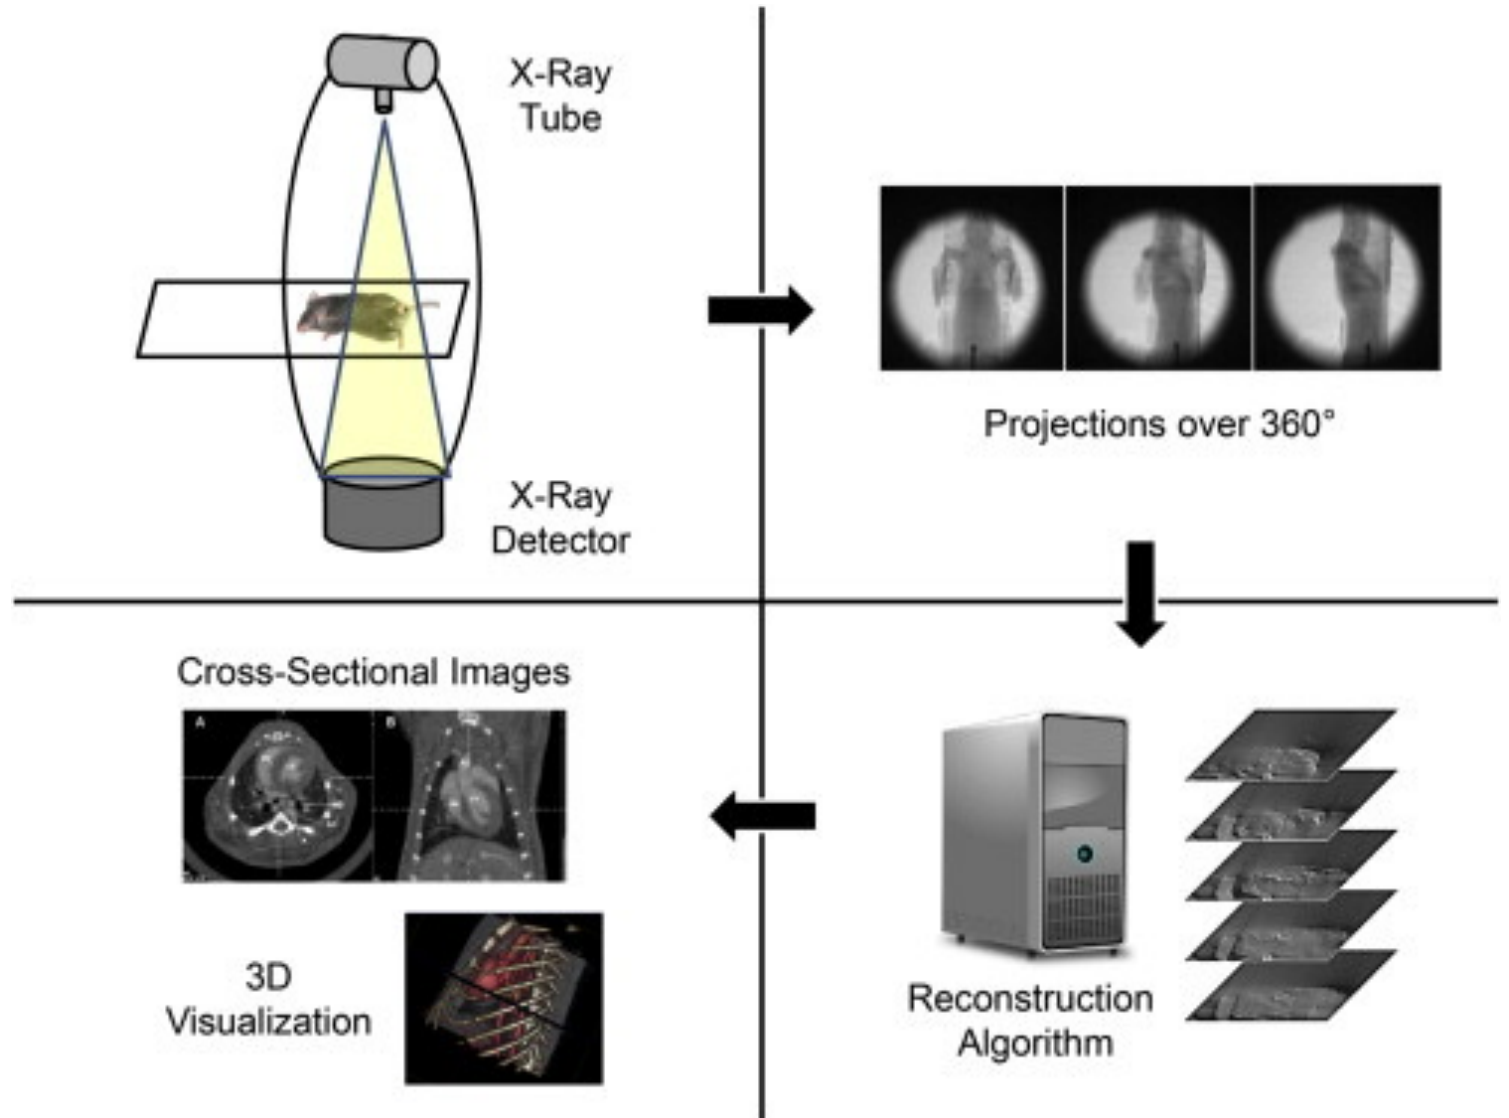 X-Ray
Tube
X-Ray
Detector
Projections over 360°
Reconstruction
Algorithm
Cross-Sectional Images
A
B
3D
Visualization